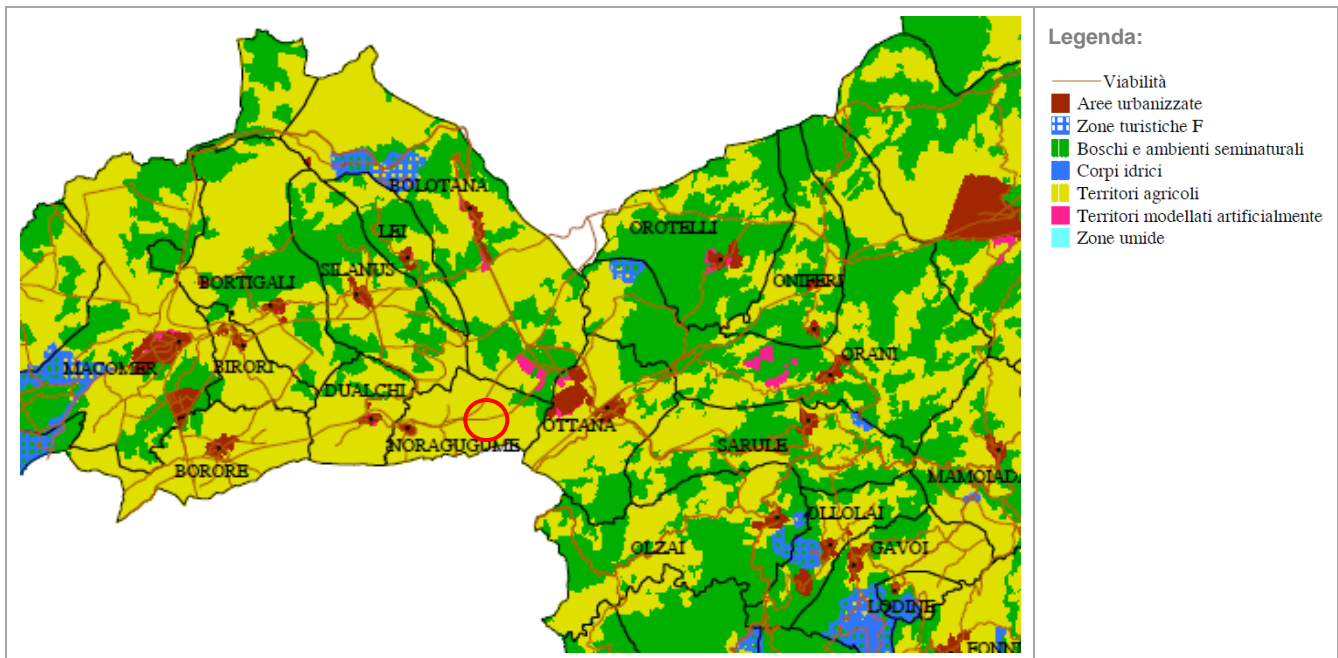 BOLOTANA
LEI
OROTELLI
SILANUS
BORTIGALI
ONIFERI
MACOMER
BIRORI
ORANI
DUALCHI
OTTANA
NORAGUGUME
SARULE
BORORE
MAMOIADA
OLLOLAI
OLZAI
GAVOI
LODINE
FONNI
Legenda:
Viabilità
Aree urbanizzate
Zone turistiche F
Boschi e ambienti seminaturali
Corpi idrici
Territori agricoli
Territori modellati artificialmente
Zone umide